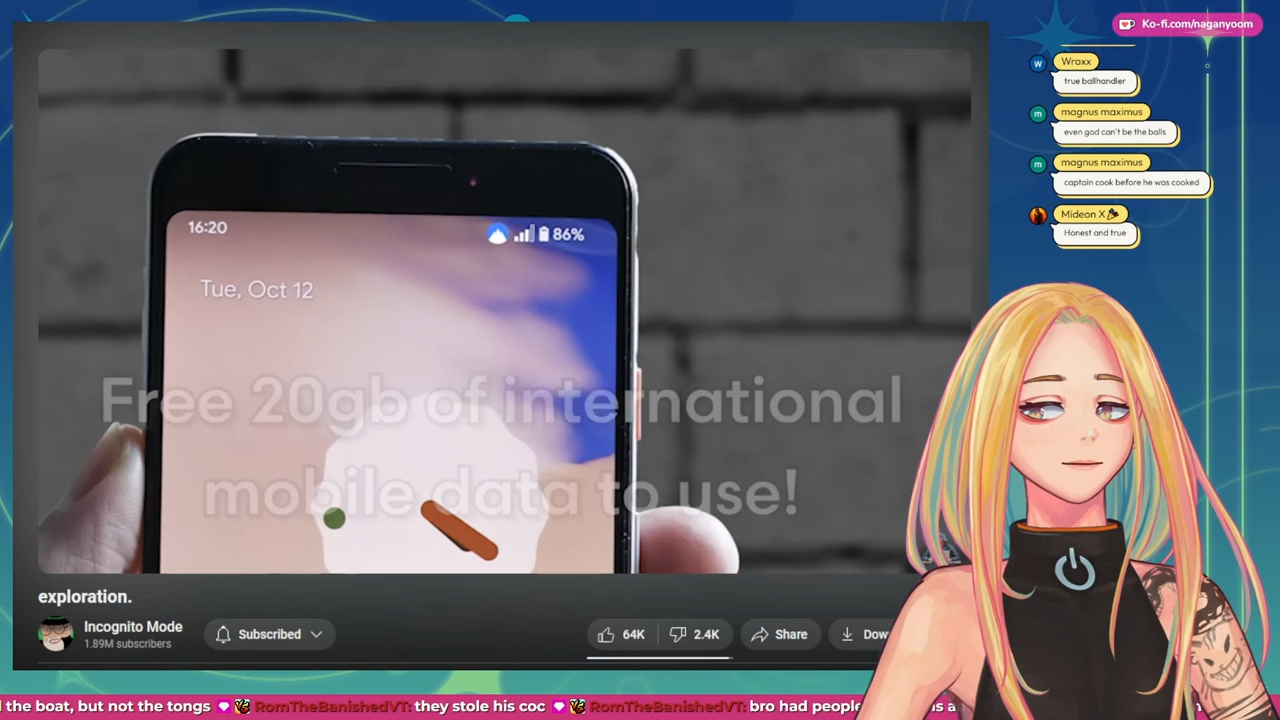 Ko-fi.com/naganyoom
W
Wroxx
true ballhandler
m
magnus maximus
even god can't be the balls
m
magnus maximus
captain cook before he was cooked
Mideon X
Honest and true
16:20
86%
Tue, Oct 12
Free 20gb of international
mobile data to use!
exploration.
Incognito Mode
1.89M subscribers
Subscribed
64K
2.4K
Share
Dow
the boat, but not the tongs RomTheBanishedVT: they stole his coc RomTheBanishedVT: bro had people